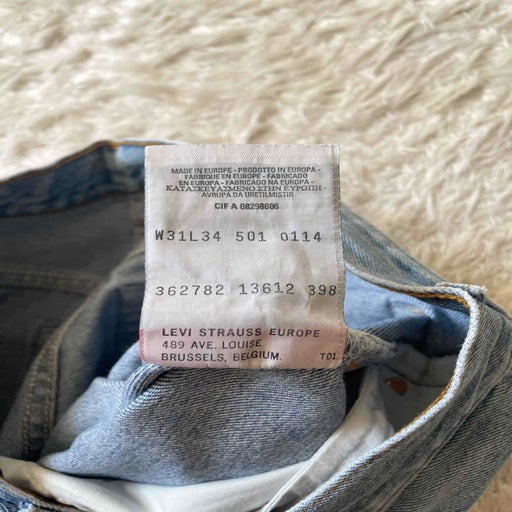 MADE IN EUROPE - PRODOTTO IN EUROPA -
FABRIQUE EN EUROPE - FABRICADO
EN EUROPA - FABRICADO NA EUROPA -
ΚΑΤΑΣΚΕΥΑΣΜΕΝΟ ΣΤΗΝ ΕΥΡΩΠΗ -
AVRUPA DA URETILMISTIR
CIF A 08298606
W31L34 501 0114
362782 13612 398
LEVI STRAUSS EUROPE
489 AVE. LOUISE
BRUSSELS, BELGIUM. T01